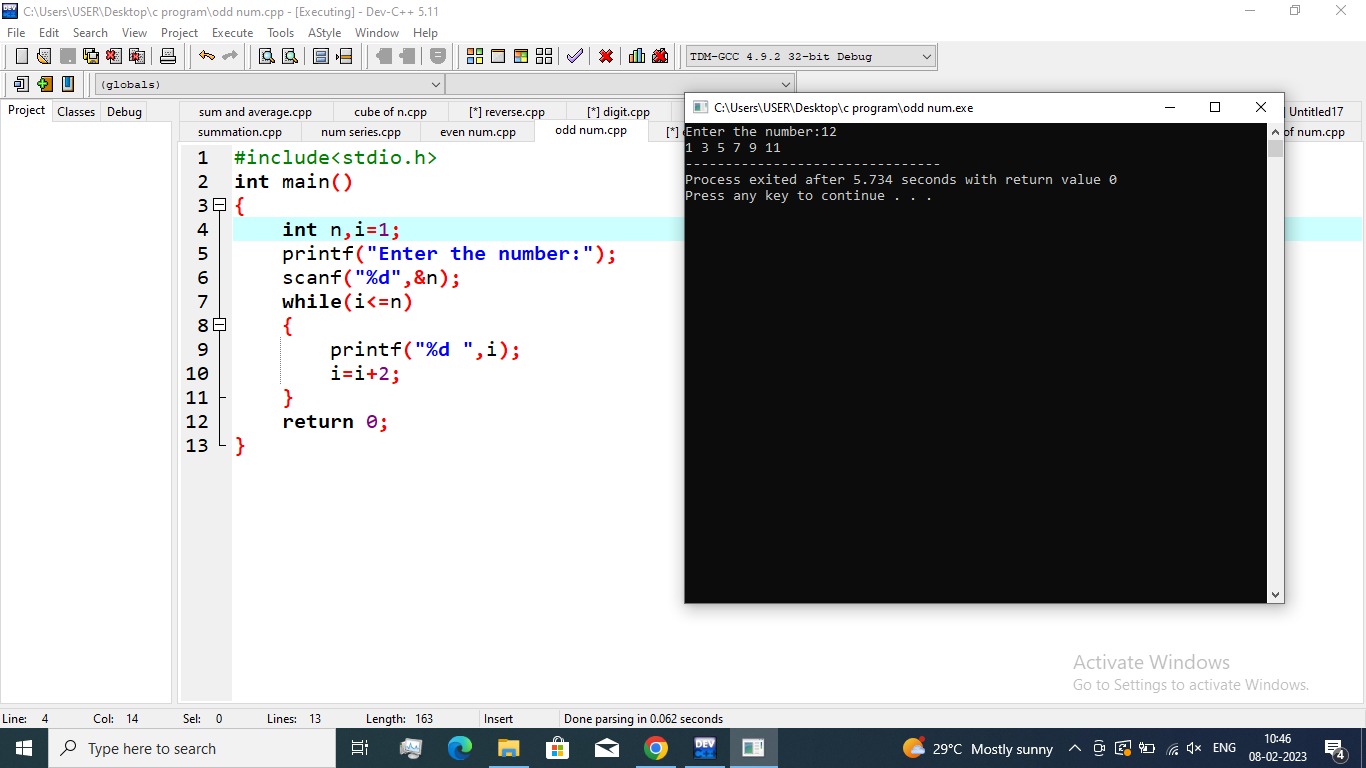 C:\Users\USER\Desktop\c program\odd num.cpp - [Executing] - Dev-C++ 5.11
File Edit Search View Project Execute Tools AStyle Window Help
TDM-GCC 4.9.2 32-bit Debug
(globals)
Project Classes Debug
sum and average.cpp cube of n.cpp [*] reverse.cpp [*] digit.cpp Untitled17
summation.cpp num series.cpp even num.cpp odd num.cpp [*] of num.cpp
1 #include<stdio.h>
2 int main()
3 {
4 int n,i=1;
5 printf("Enter the number:");
6 scanf("%d",&n);
7 while(i<=n)
8 {
9 printf("%d ",i);
10 i=i+2;
11 }
12 return 0;
13 }
C:\Users\USER\Desktop\c program\odd num.exe
Enter the number:12
1 3 5 7 9 11
--------------------------------
Process exited after 5.734 seconds with return value 0
Press any key to continue . . .
Activate Windows
Go to Settings to activate Windows.
Line: 4 Col: 14 Sel: 0 Lines: 13 Length: 163 Insert Done parsing in 0.062 seconds
Type here to search
DEV
29°C Mostly sunny
ENG
10:46
08-02-2023
4